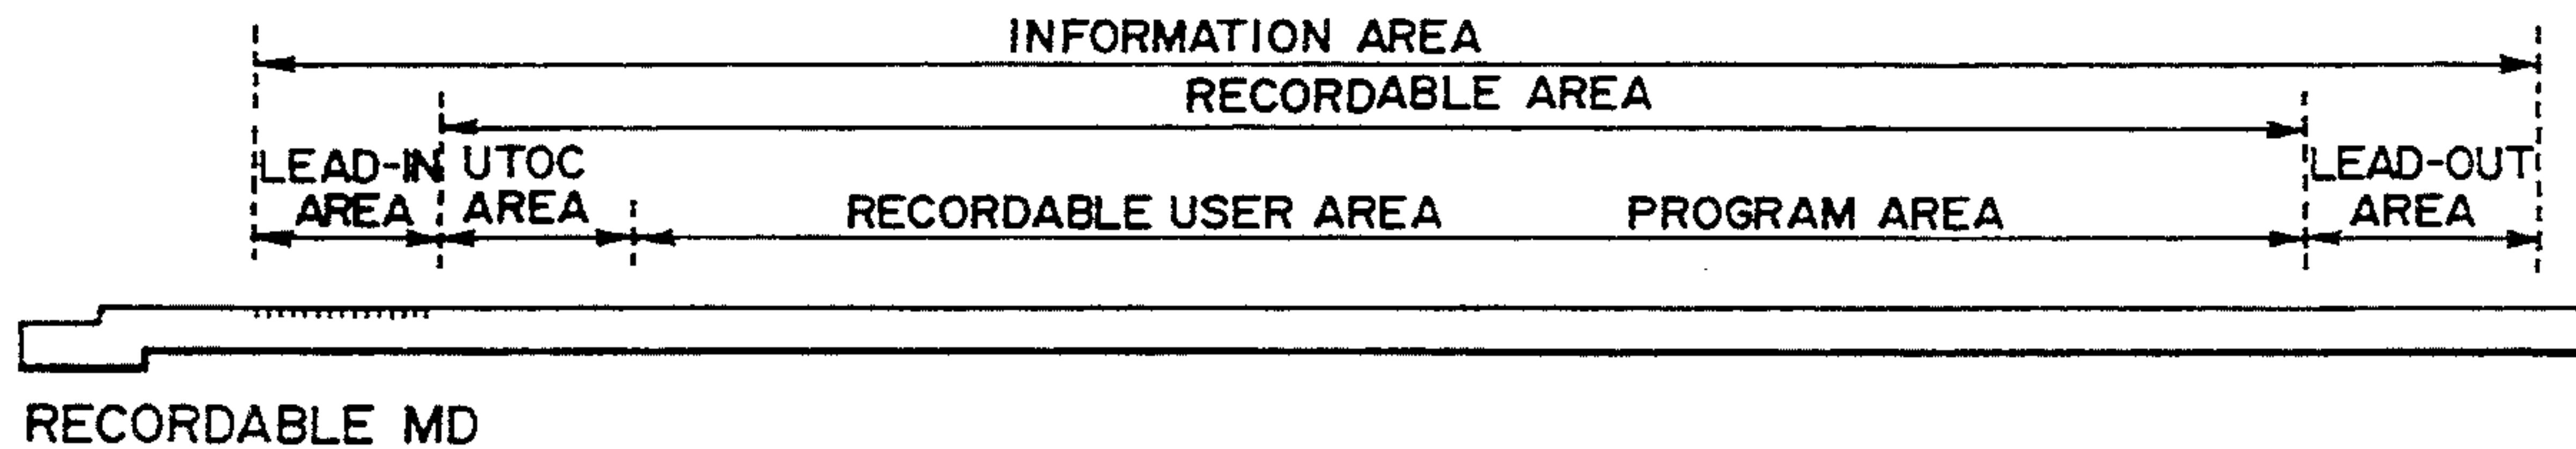 INFORMATION AREA
RECORDABLE AREA
LEAD-IN AREA
UTOC AREA
RECORDABLE USER AREA
PROGRAM AREA
LEAD-OUT AREA
RECORDABLE MD